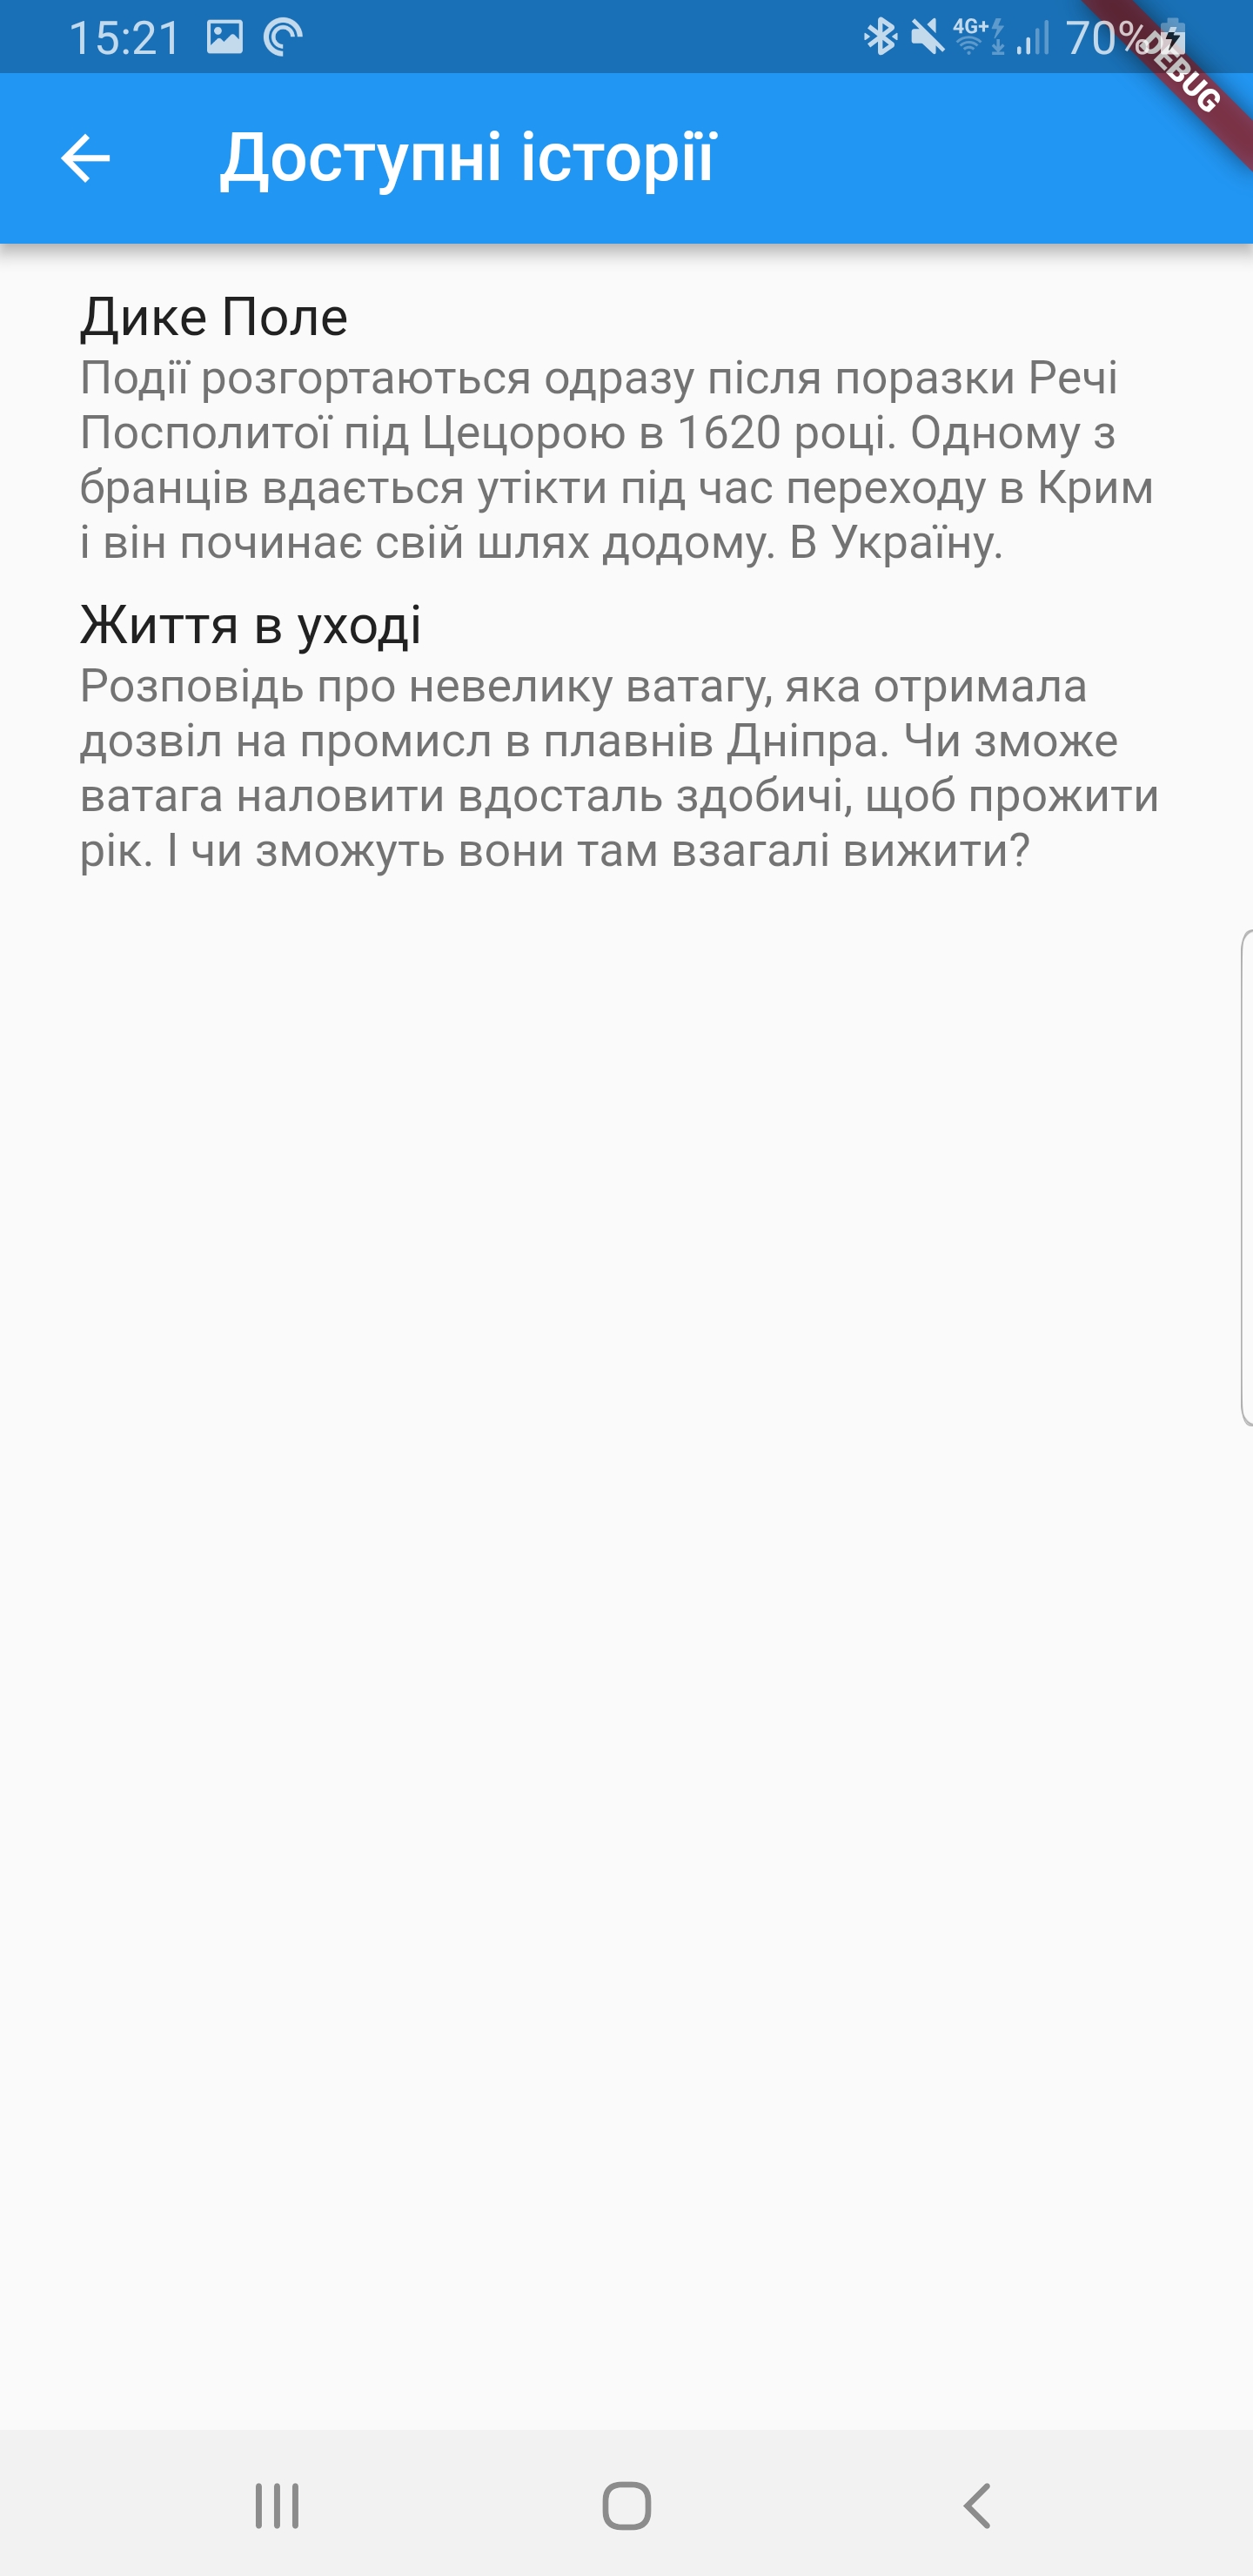 15:21
4G+
70%
DEBUG
Доступні історії
Дике Поле
Події розгортаються одразу після поразки Речі
Посполитої під Цецорою в 1620 році. Одному з
бранців вдається утікти під час переходу в Крим
і він починає свій шлях додому. В Україну.
Життя в уході
Розповідь про невелику ватагу, яка отримала
дозвіл на промисл в плавнів Дніпра. Чи зможе
ватага наловити вдосталь здобичі, щоб прожити
рік. І чи зможуть вони там взагалі вижити?